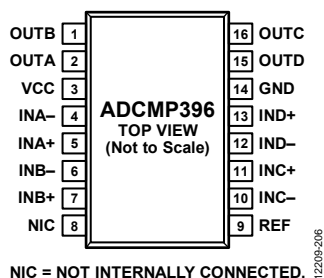 OUTB 1 16 OUTC
OUTA 2 15 OUTD
VCC 3 14 GND
INA– 4 ADCMP396 13 IND+
TOP VIEW
INA+ 5 (Not to Scale) 12 IND–
INB– 6 11 INC+
INB+ 7 10 INC–
NIC 8 9 REF
NIC = NOT INTERNALLY CONNECTED.
12209-206